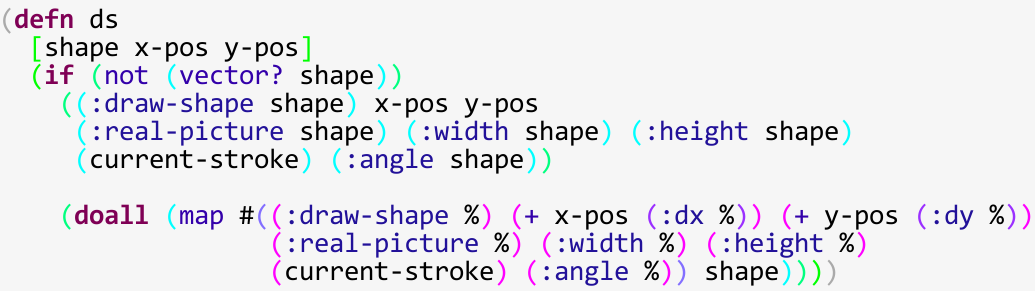 (defn ds
[shape x-pos y-pos]
(if (not (vector? shape))
((:draw-shape shape) x-pos y-pos
(:real-picture shape) (:width shape) (:height shape)
(current-stroke) (:angle shape))
(doall (map #((:draw-shape %) (+ x-pos (:dx %)) (+ y-pos (:dy %))
(:real-picture %) (:width %) (:height %)
(current-stroke) (:angle %)) shape))))